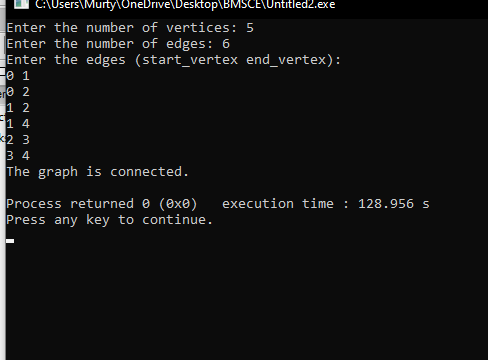 C:\Users\Murty\OneDrive\Desktop\BMSCE\Untitled2.exe
Enter the number of vertices: 5
Enter the number of edges: 6
Enter the edges (start_vertex end_vertex):
0 1
0 2
1 2
1 4
2 3
3 4
The graph is connected.
Process returned 0 (0x0)   execution time : 128.956 s
Press any key to continue.